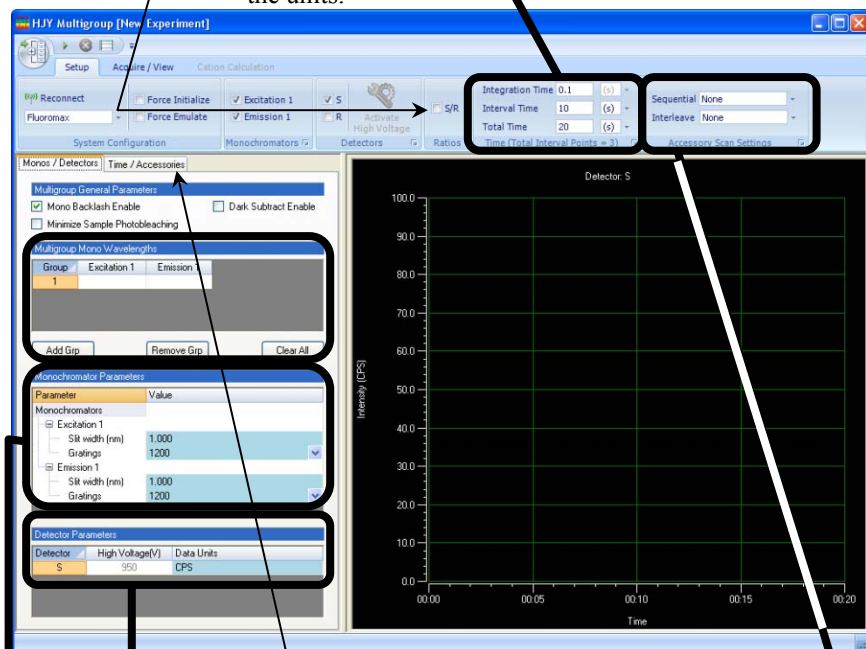 the units.
HJY Multigroup [New Experiment]
Setup Acquire / View Cation Calculation
Reconnect
Fluoromax
Force Initialize
Force Emulate
System Configuration
Excitation 1
Emission 1
Monochromators
S
R
Activate
High Voltage
Detectors
S/R
Ratios
Integration Time 0.1 (s)
Interval Time 10 (s)
Total Time 20 (s)
Time (Total Interval Points = 3)
Sequential None
Interleave None
Accessory Scan Settings
Monos / Detectors Time / Accessories
Multigroup General Parameters
Mono Backlash Enable Dark Subtract Enable
Minimize Sample Photobleaching
Multigroup Mono Wavelengths
Group Excitation 1 Emission 1
1
Add Grp Remove Grp Clear All
Monochromator Parameters
Parameter Value
Monochromators
Excitation 1
Slit width (nm) 1.000
Gratings 1200
Emission 1
Slit width (nm) 1.000
Gratings 1200
Detector Parameters
Detector High Voltage(V) Data Units
S 950 CPS
Detector: S
Intensity (CPS)
100.0
90.0
80.0
70.0
60.0
50.0
40.0
30.0
20.0
10.0
0.0
00:00 00:05 00:10 00:15 00:20
Time